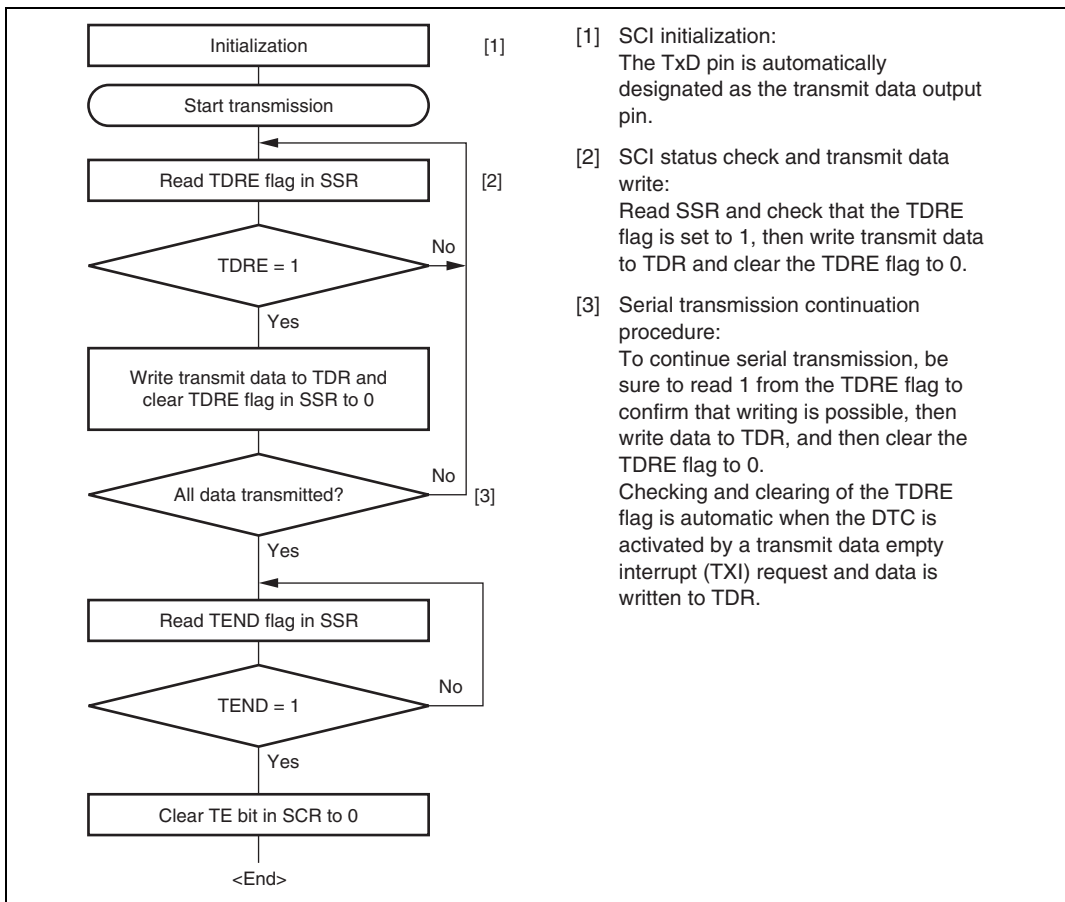 Initialization
[1]
Start transmission
Read TDRE flag in SSR
[2]
No
TDRE = 1
Yes
Write transmit data to TDR and
clear TDRE flag in SSR to 0
No
All data transmitted?
[3]
Yes
Read TEND flag in SSR
No
TEND = 1
Yes
Clear TE bit in SCR to 0
<End>
[1] SCI initialization:
The TxD pin is automatically
designated as the transmit data output
pin.
[2] SCI status check and transmit data
write:
Read SSR and check that the TDRE
flag is set to 1, then write transmit data
to TDR and clear the TDRE flag to 0.
[3] Serial transmission continuation
procedure:
To continue serial transmission, be
sure to read 1 from the TDRE flag to
confirm that writing is possible, then
write data to TDR, and then clear the
TDRE flag to 0.
Checking and clearing of the TDRE
flag is automatic when the DTC is
activated by a transmit data empty
interrupt (TXI) request and data is
written to TDR.